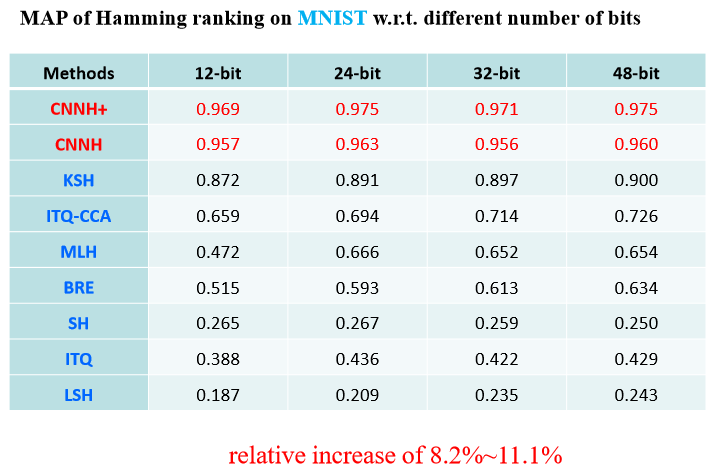 MAP of Hamming ranking on MNIST w.r.t. different number of bits
Methods 12-bit 24-bit 32-bit 48-bit
CNNH+ 0.969 0.975 0.971 0.975
CNNH 0.957 0.963 0.956 0.960
KSH 0.872 0.891 0.897 0.900
ITQ-CCA 0.659 0.694 0.714 0.726
MLH 0.472 0.666 0.652 0.654
BRE 0.515 0.593 0.613 0.634
SH 0.265 0.267 0.259 0.250
ITQ 0.388 0.436 0.422 0.429
LSH 0.187 0.209 0.235 0.243
relative increase of 8.2%~11.1%